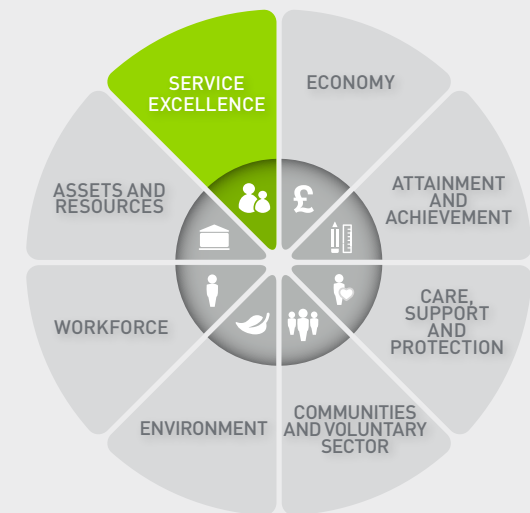 SERVICE
EXCELLENCE
ECONOMY
ATTAINMENT
AND
ACHIEVEMENT
CARE,
SUPPORT
AND
PROTECTION
COMMUNITIES
AND VOLUNTARY
SECTOR
ENVIRONMENT
WORKFORCE
ASSETS AND
RESOURCES
£